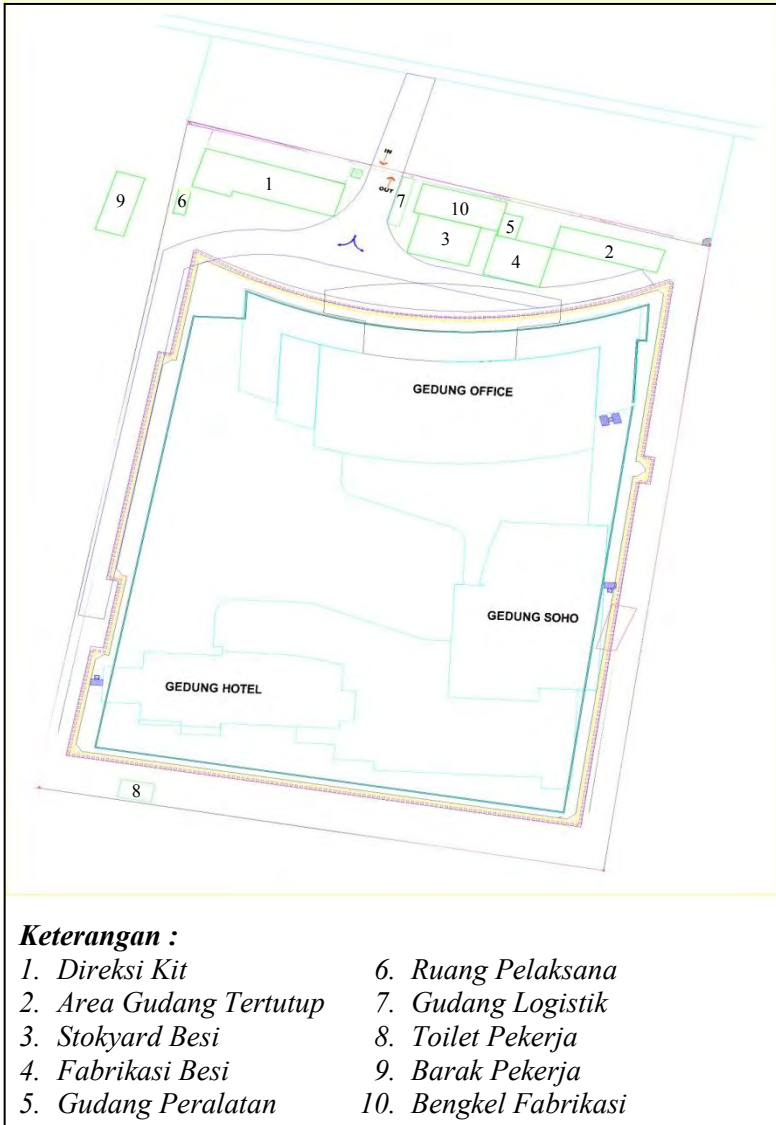 IN
OUT
1
9
6
7
10
5
3
4
2
GEDUNG OFFICE
GEDUNG SOHO
GEDUNG HOTEL
8
Keterangan :
1. Direksi Kit
2. Area Gudang Tertutup
3. Stokyard Besi
4. Fabrikasi Besi
5. Gudang Peralatan
6. Ruang Pelaksana
7. Gudang Logistik
8. Toilet Pekerja
9. Barak Pekerja
10. Bengkel Fabrikasi